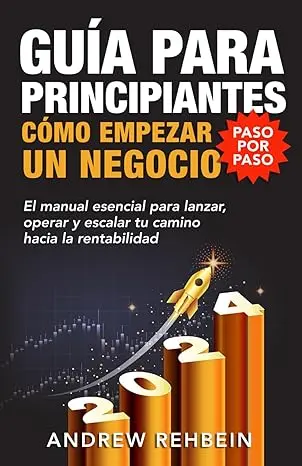 GUÍA PARA
PRINCIPIANTES
CÓMO EMPEZAR
UN NEGOCIO
PASO
POR
PASO
El manual esencial para lanzar,
operar y escalar tu camino
hacia la rentabilidad
2024
ANDREW REHBEIN